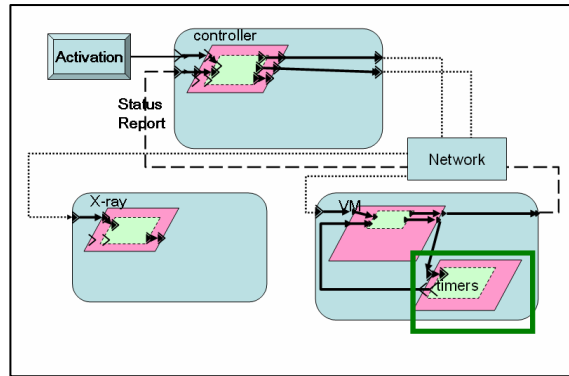 controller
Activation
Status
Report
Network
X-ray
VM
timers